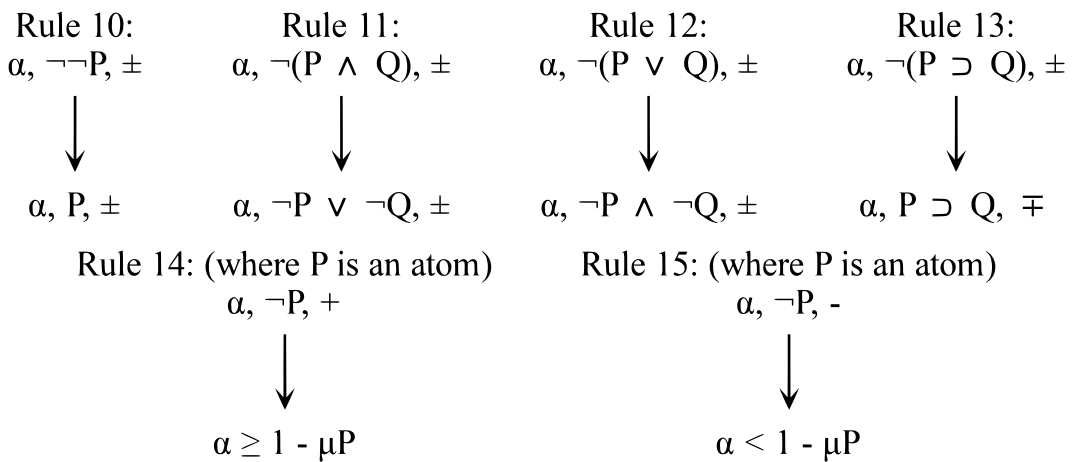 Rule 10: Rule 11: Rule 12: Rule 13:
α, ¬¬P, ± α, ¬(P ∧ Q), ± α, ¬(P ∨ Q), ± α, ¬(P ⊃ Q), ±
α, P, ± α, ¬P ∨ ¬Q, ± α, ¬P ∧ ¬Q, ± α, P ⊃ Q, ∓
Rule 14: (where P is an atom) Rule 15: (where P is an atom)
α, ¬P, + α, ¬P, -
α ≥ 1 - μP α < 1 - μP